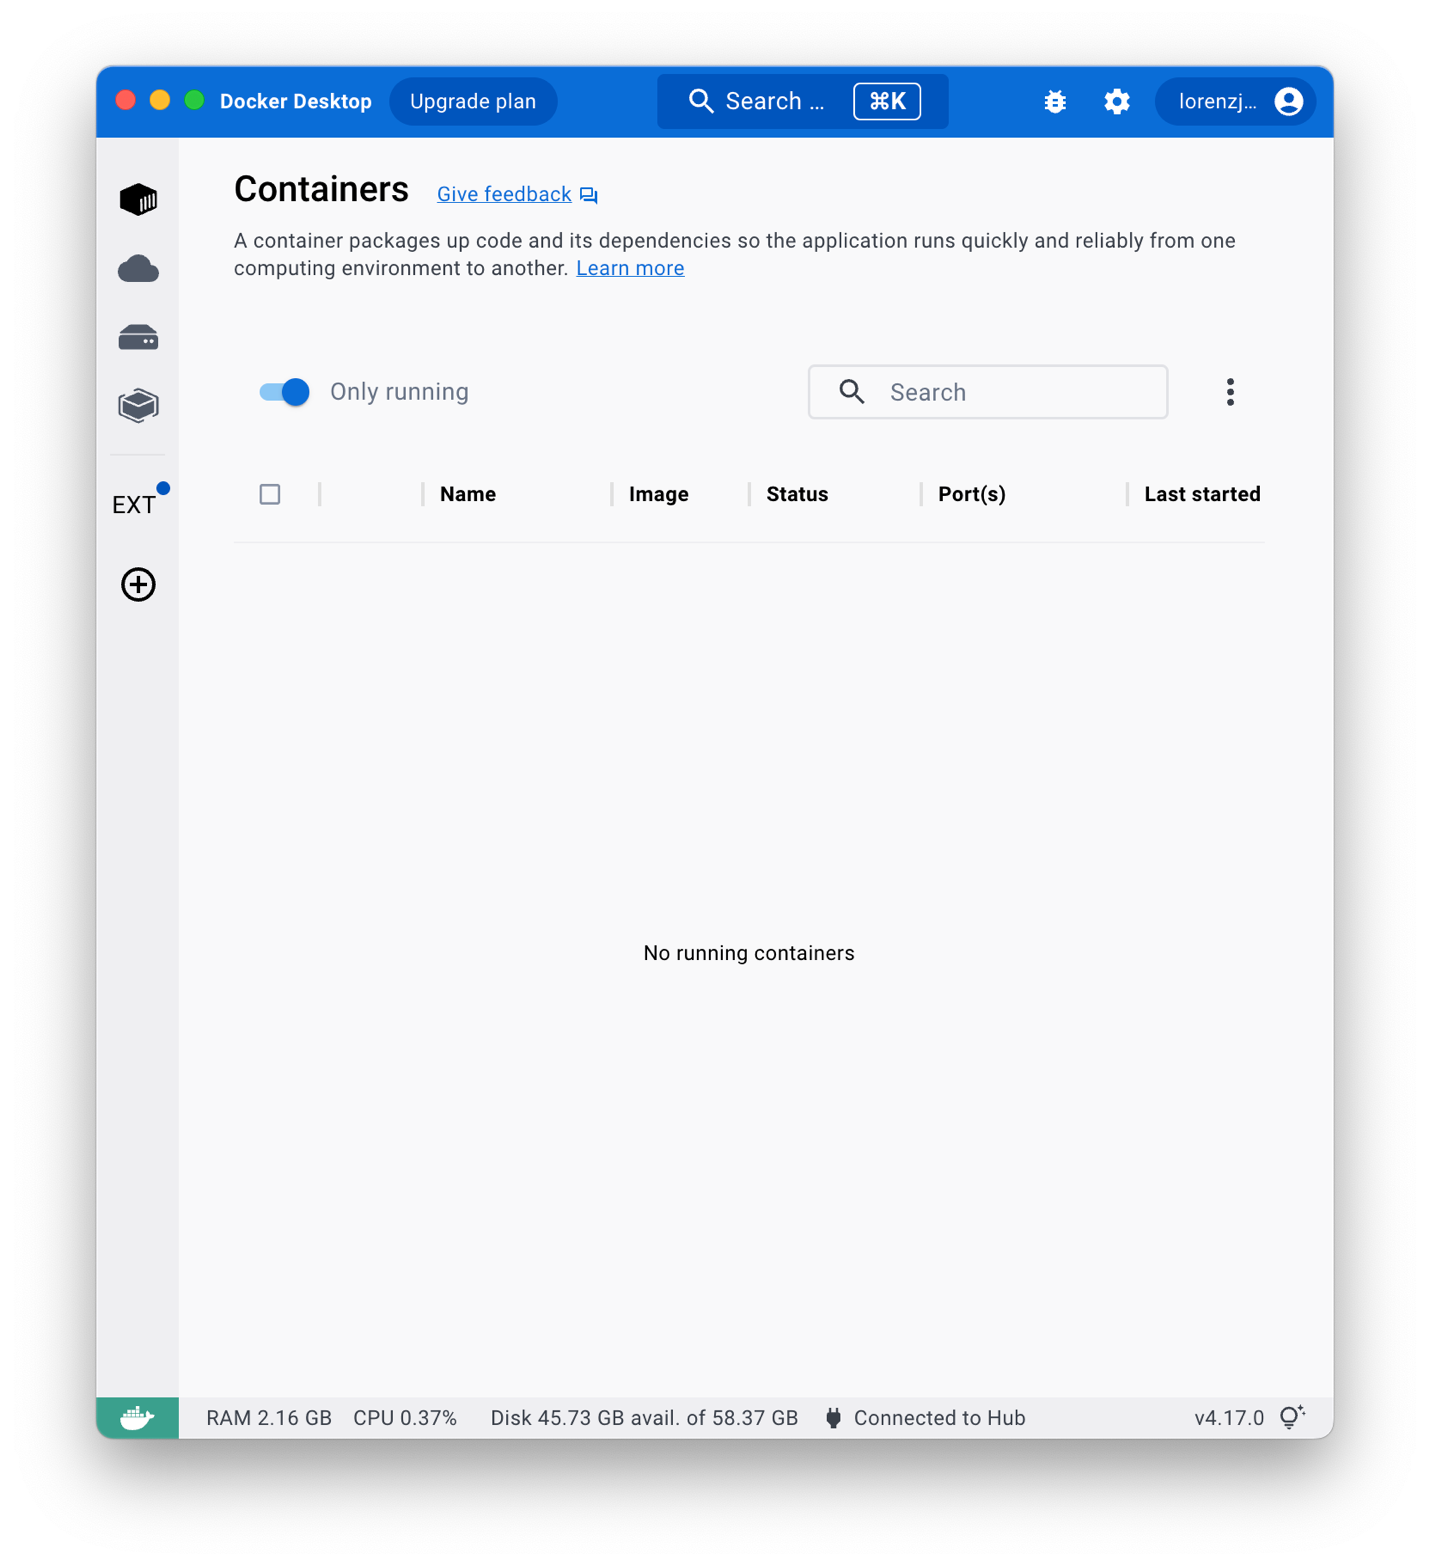 Docker Desktop Upgrade plan Search ... ⌘K lorenzj...
Containers Give feedback
A container packages up code and its dependencies so the application runs quickly and reliably from one
computing environment to another. Learn more
Only running Search
Name Image Status Port(s) Last started
EXT
No running containers
RAM 2.16 GB CPU 0.37% Disk 45.73 GB avail. of 58.37 GB Connected to Hub v4.17.0